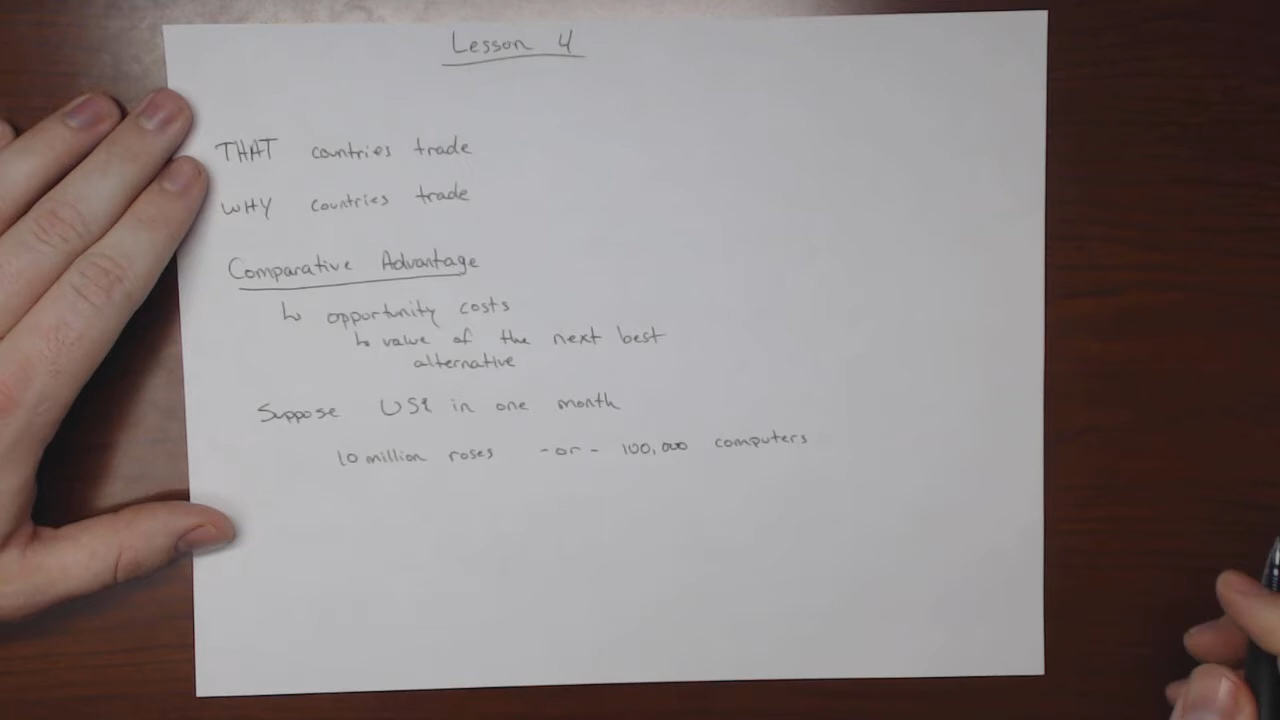 Lesson 4
THAT countries trade
WHY countries trade
Comparative Advantage
↳ opportunity costs
↳ value of the next best
alternative
Suppose US: in one month
10 million roses -or- 100,000 computers